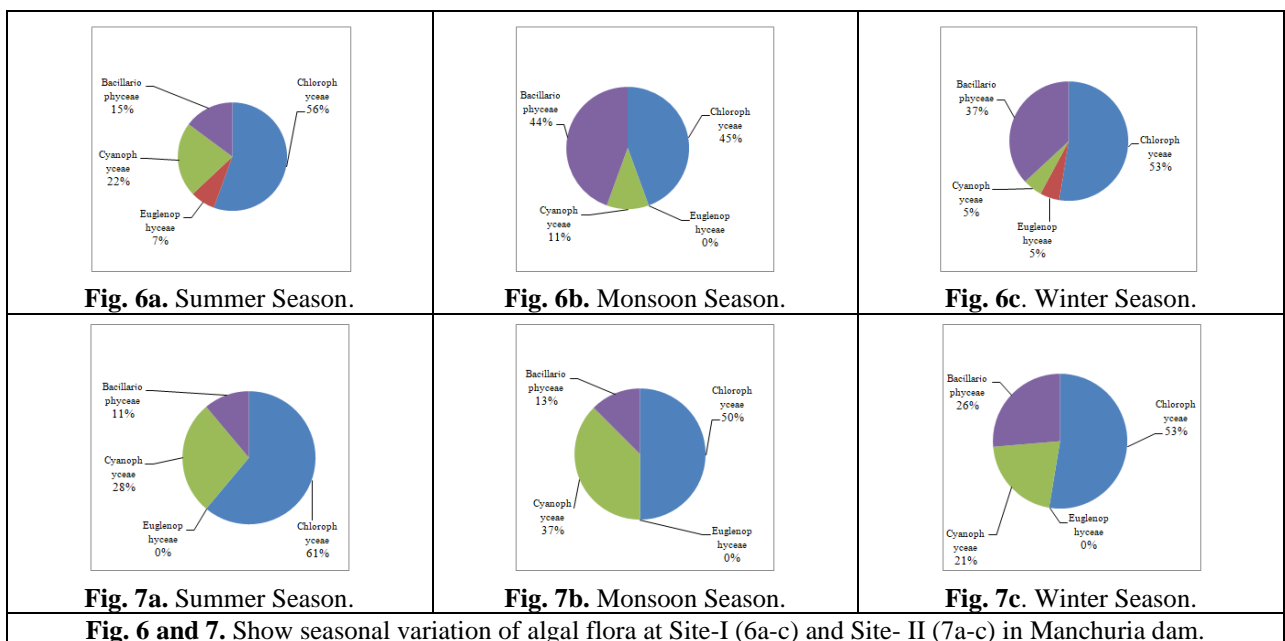 Bacillario
phyceae
15%
Chloroph
yceae
56%
Cyanoph
yceae
22%
Euglenop
hyceae
7%
Fig. 6a. Summer Season.
Bacillario
phyceae
44%
Chloroph
yceae
45%
Cyanoph
yceae
11%
Euglenop
hyceae
0%
Fig. 6b. Monsoon Season.
Bacillario
phyceae
37%
Chloroph
yceae
53%
Cyanoph
yceae
5%
Euglenop
hyceae
5%
Fig. 6c. Winter Season.
Bacillario
phyceae
11%
Cyanoph
yceae
28%
Euglenop
hyceae
0%
Chloroph
yceae
61%
Fig. 7a. Summer Season.
Bacillario
phyceae
13%
Chloroph
yceae
50%
Cyanoph
yceae
37%
Euglenop
hyceae
0%
Fig. 7b. Monsoon Season.
Bacillario
phyceae
26%
Chloroph
yceae
53%
Cyanoph
yceae
21%
Euglenop
hyceae
0%
Fig. 7c. Winter Season.
Fig. 6 and 7. Show seasonal variation of algal flora at Site-I (6a-c) and Site- II (7a-c) in Manchuria dam.